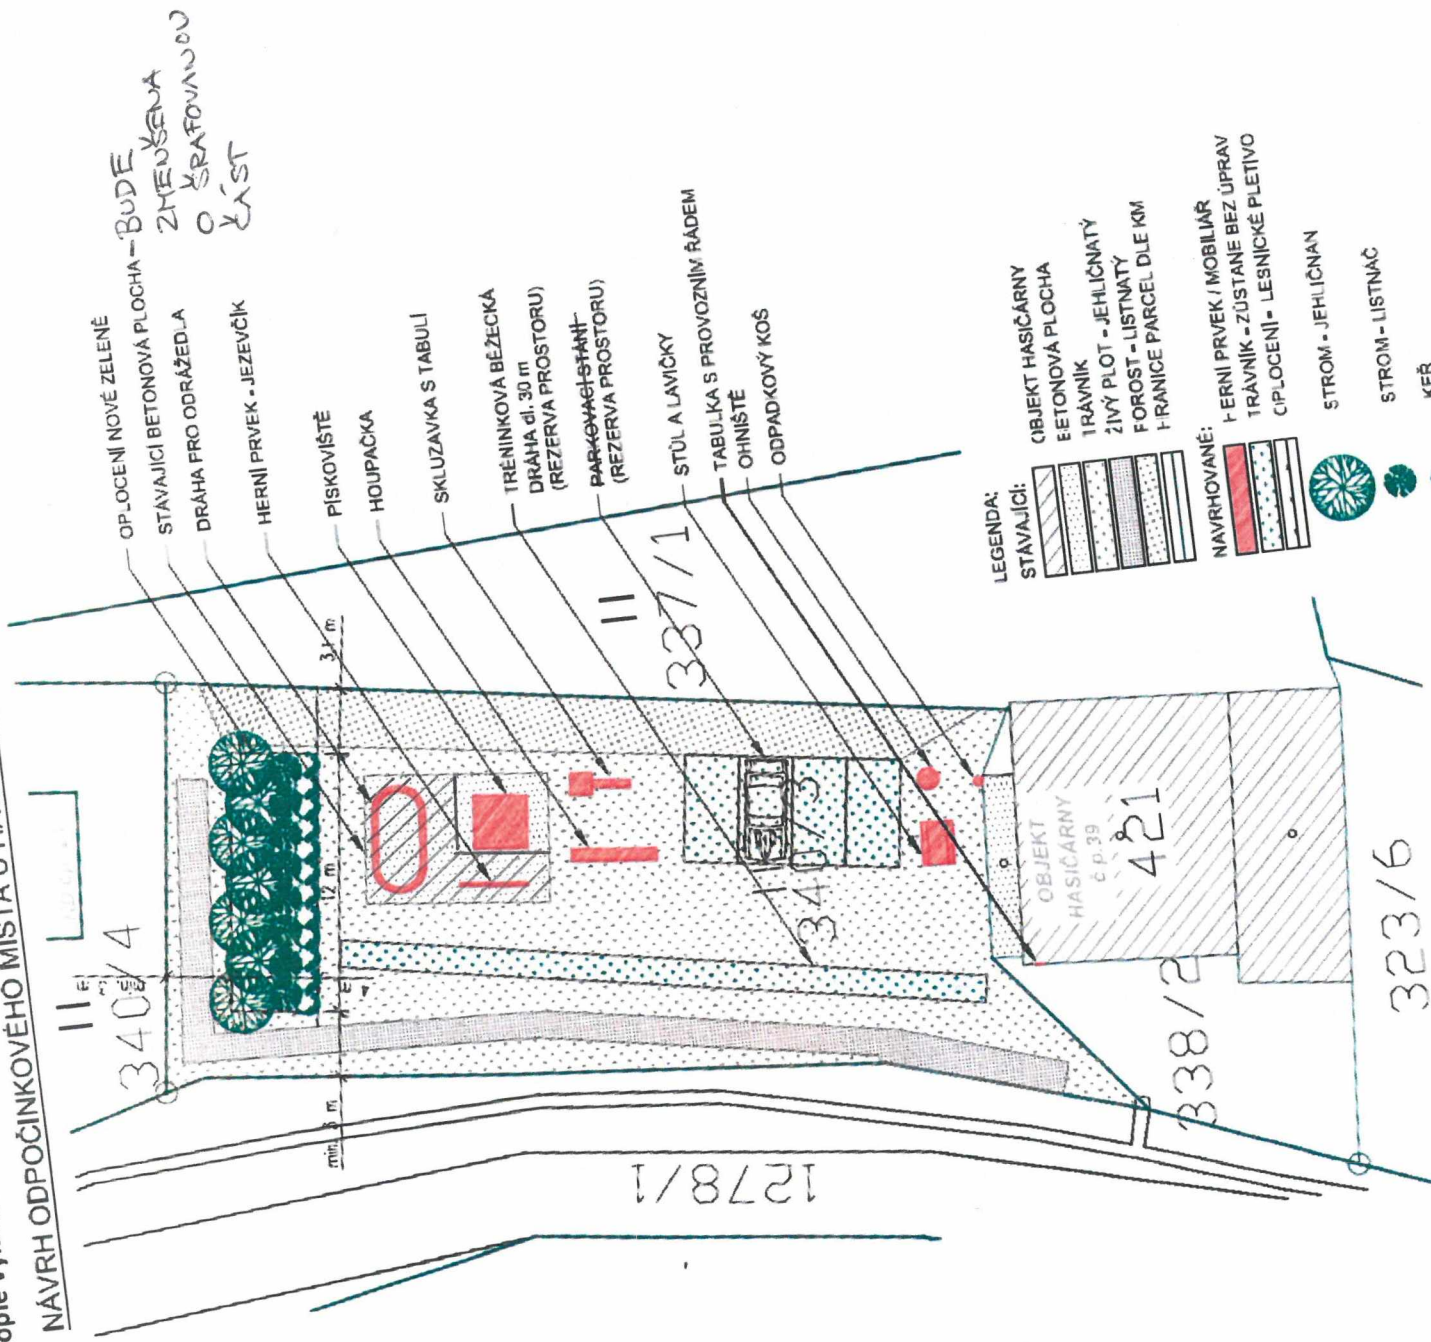 NÁVRH ODPOČINKOVÉHO MÍSTA
OPLOCENÍ NOVÉ ZELENĚ
STÁVAJÍCÍ BETONOVÁ PLOCHA - BUDE
ZMENŠENA
O ŠRAFOVANOU
ČÁST
DRÁHA PRO ODRÁŽEDLA
HERNÍ PRVEK - JEZEVČÍK
PÍSKOVIŠTĚ
HOUPAČKA
SKLUZAVKA S TABULÍ
TRÉNINKOVÁ BĚŽECKÁ
DRÁHA dl. 30 m
(REZERVA PROSTORU)
PARKOVACÍ STÁNÍ
(REZERVA PROSTORU)
STŮL A LAVIČKY
TABULKA S PROVOZNÍM ŘÁDEM
OHNIŠTĚ
ODPADKOVÝ KOŠ
LEGENDA:
STÁVAJÍCÍ:
OBJEKT HASIČÁRNY
BETONOVÁ PLOCHA
TRÁVNÍK
ŽIVÝ PLOT - JEHLIČNATÝ
POROST - LISTNATÝ
HRANICE PARCEL DLE KM
NAVRHOVANÉ:
HERNÍ PRVEK / MOBILIÁŘ
TRÁVNÍK - ZŮSTANE BEZ ÚPRAV
OPLOCENÍ - LESNICKÉ PLETIVO
STROM - JEHLIČNAN
STROM - LISTNÁČ
KEŘ
340/4
3,1 m
12 m
min. 3 m
337/1
340/3
1278/1
OBJEKT
HASIČÁRNY
č.p.39
421
338/2
323/6